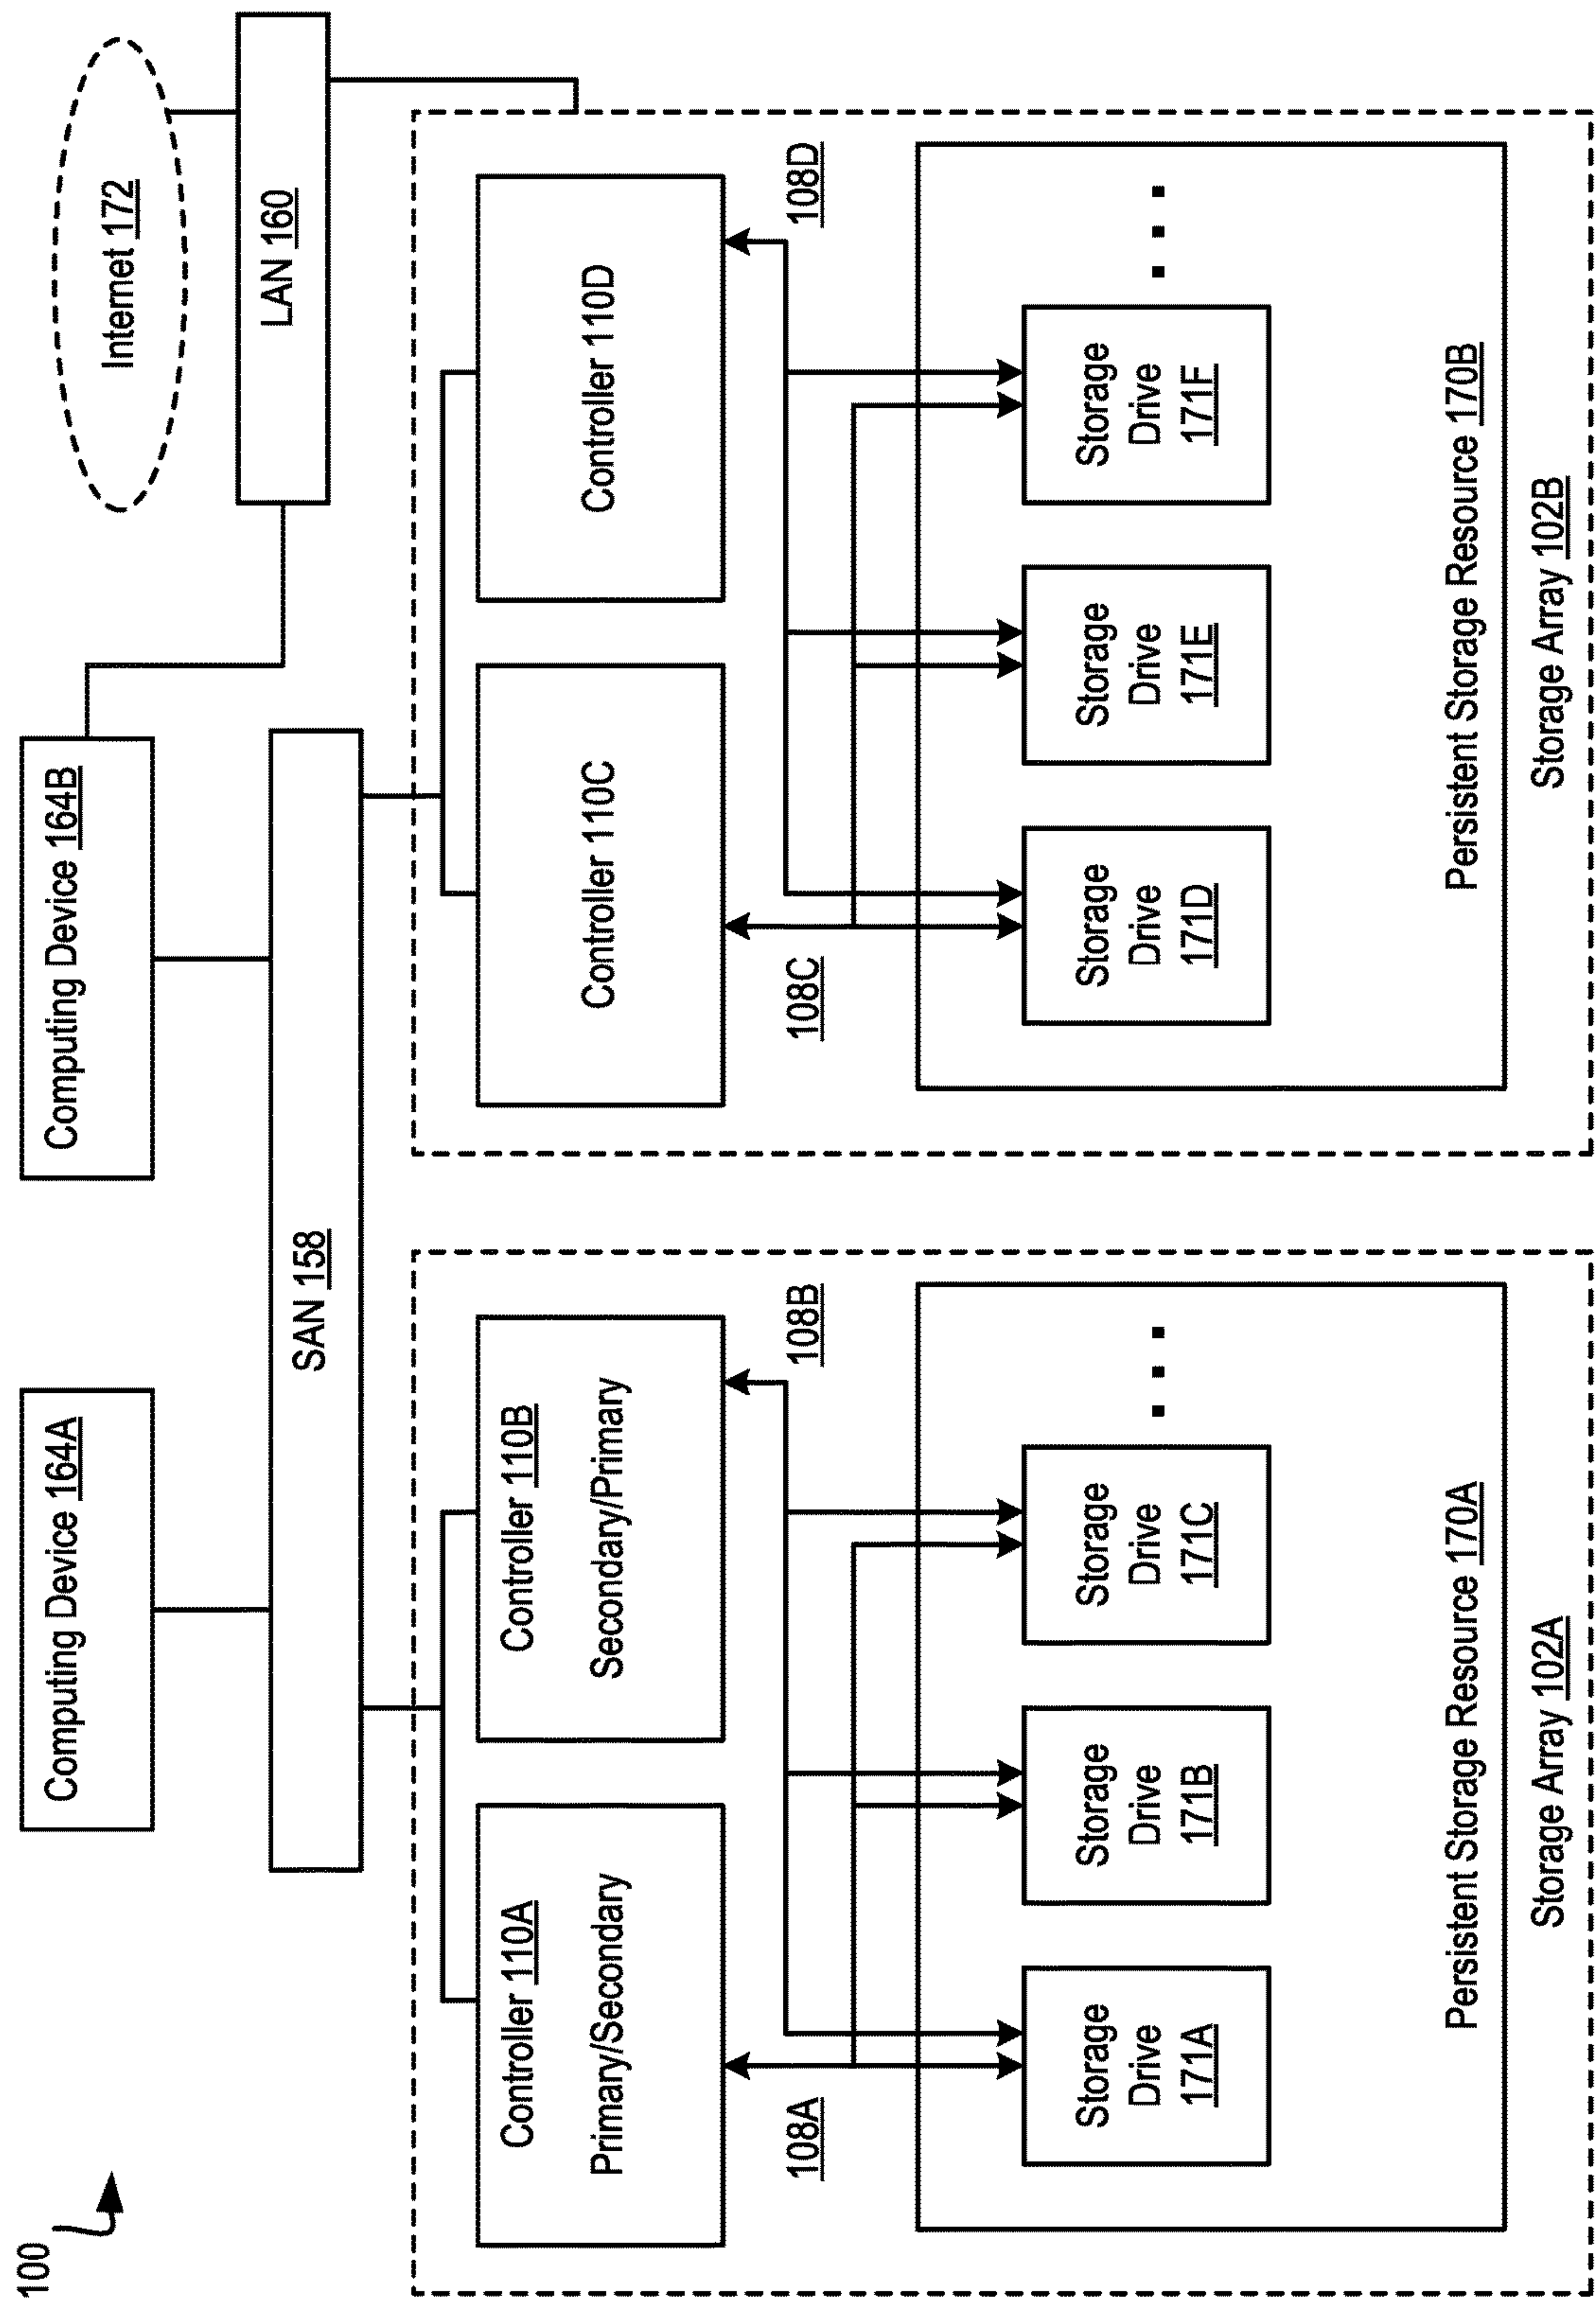 100
Computing Device 164A
Computing Device 164B
Internet 172
LAN 160
SAN 158
Controller 110A
Primary/Secondary
Controller 110B
Secondary/Primary
Controller 110C
Controller 110D
108A
108B
108C
108D
Storage
Drive
171A
Storage
Drive
171B
Storage
Drive
171C
Storage
Drive
171D
Storage
Drive
171E
Storage
Drive
171F
Persistent Storage Resource 170A
Persistent Storage Resource 170B
Storage Array 102A
Storage Array 102B